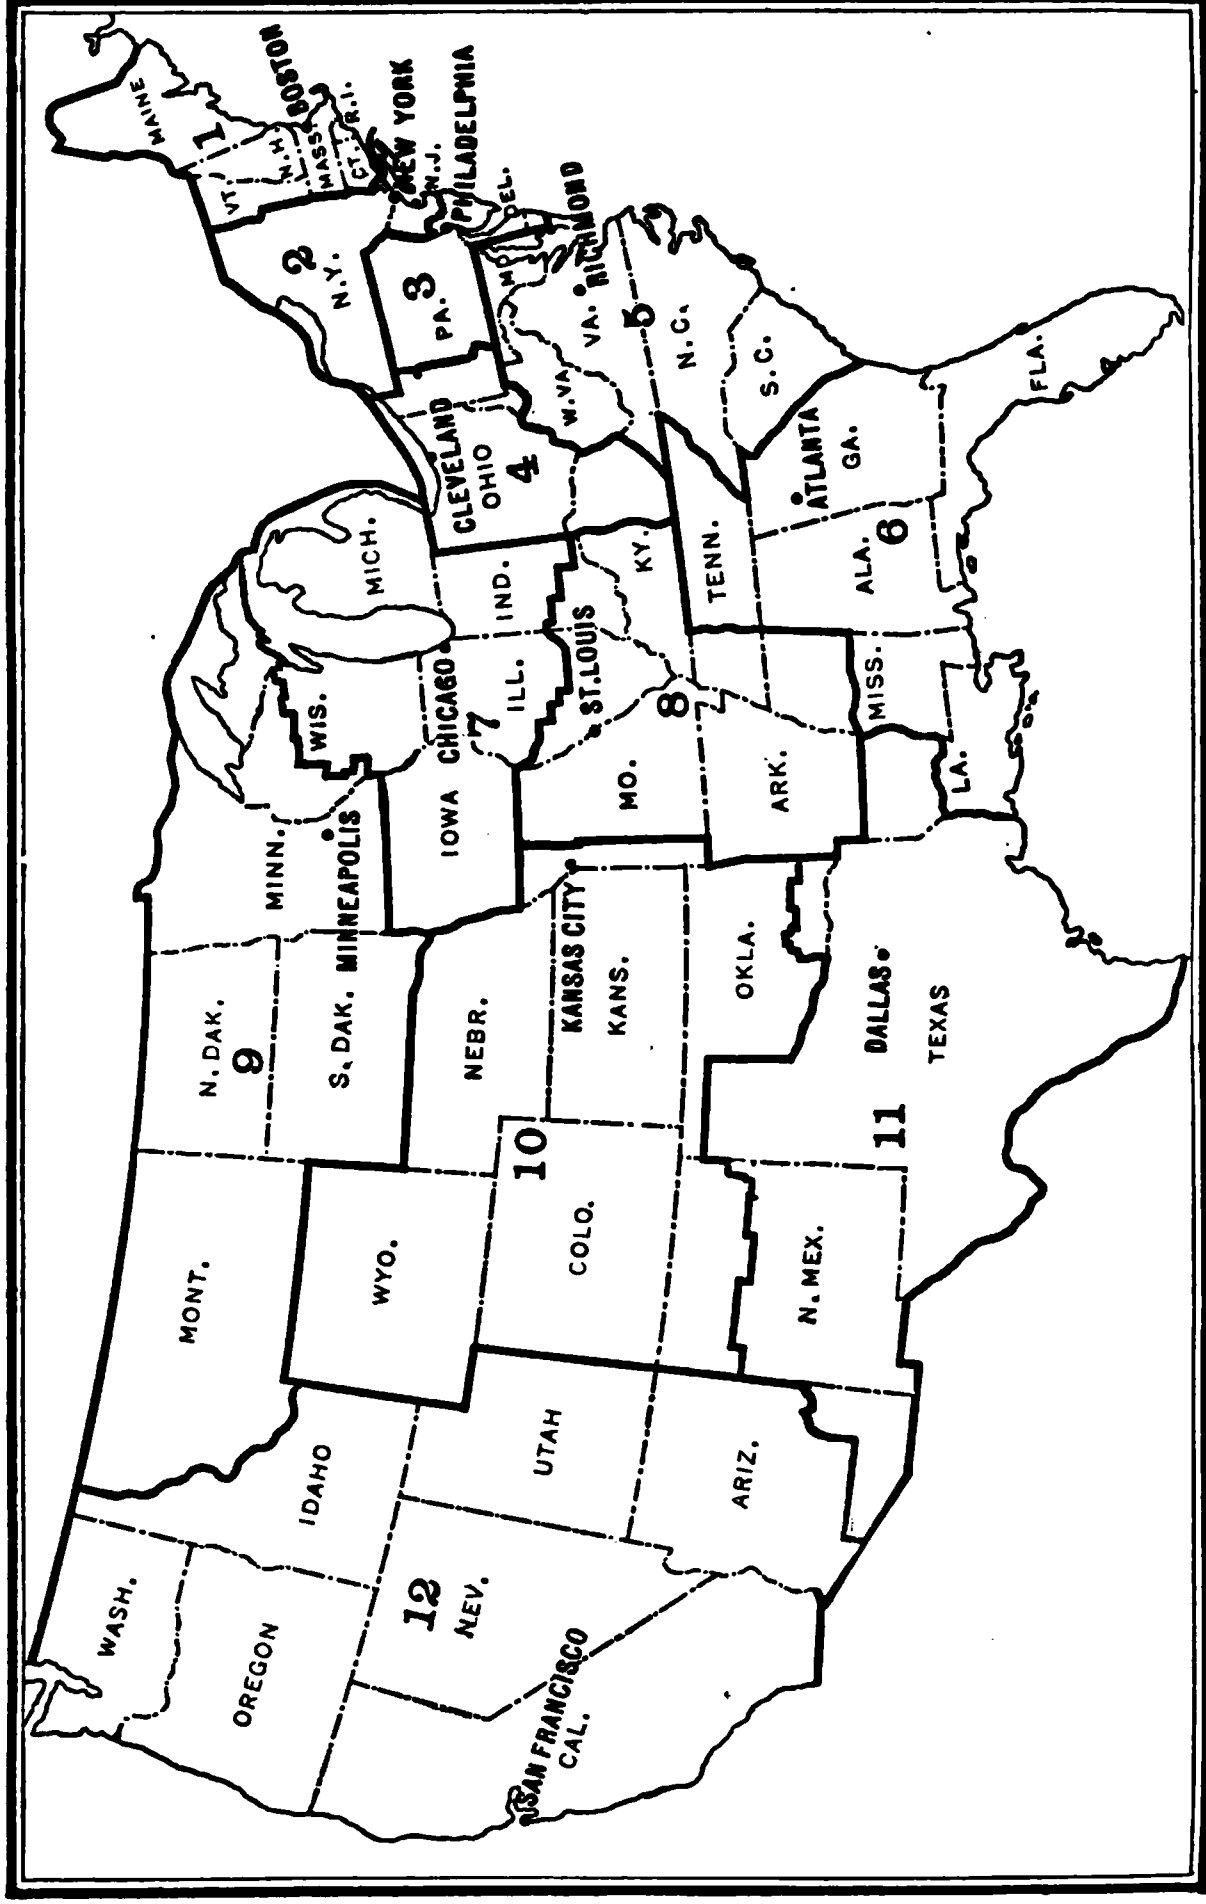 WASH.
OREGON
IDAHO
MONT.
12
NEV.
SAN FRANCISCO
CAL.
UTAH
ARIZ.
WYO.
COLO.
10
N. MEX.
N. DAK.
9
S. DAK.
NEBR.
KANSAS CITY
KANS.
OKLA.
DALLAS
TEXAS
11
MINN.
MINNEAPOLIS
IOWA
MO.
ARK.
LA.
WIS.
CHICAGO
7
ILL.
ST. LOUIS
8
MISS.
MICH.
IND.
KY.
TENN.
ALA.
6
CLEVELAND
OHIO
4
ATLANTA
GA.
FLA.
W. VA.
VA.
RICHMOND
5
N.C.
S.C.
3
PA.
2
N.Y.
MD.
DEL.
PHILADELPHIA
N.J.
NEW YORK
MAINE
1
VT.
N.H.
MASS.
BOSTON
CT.
R.I.